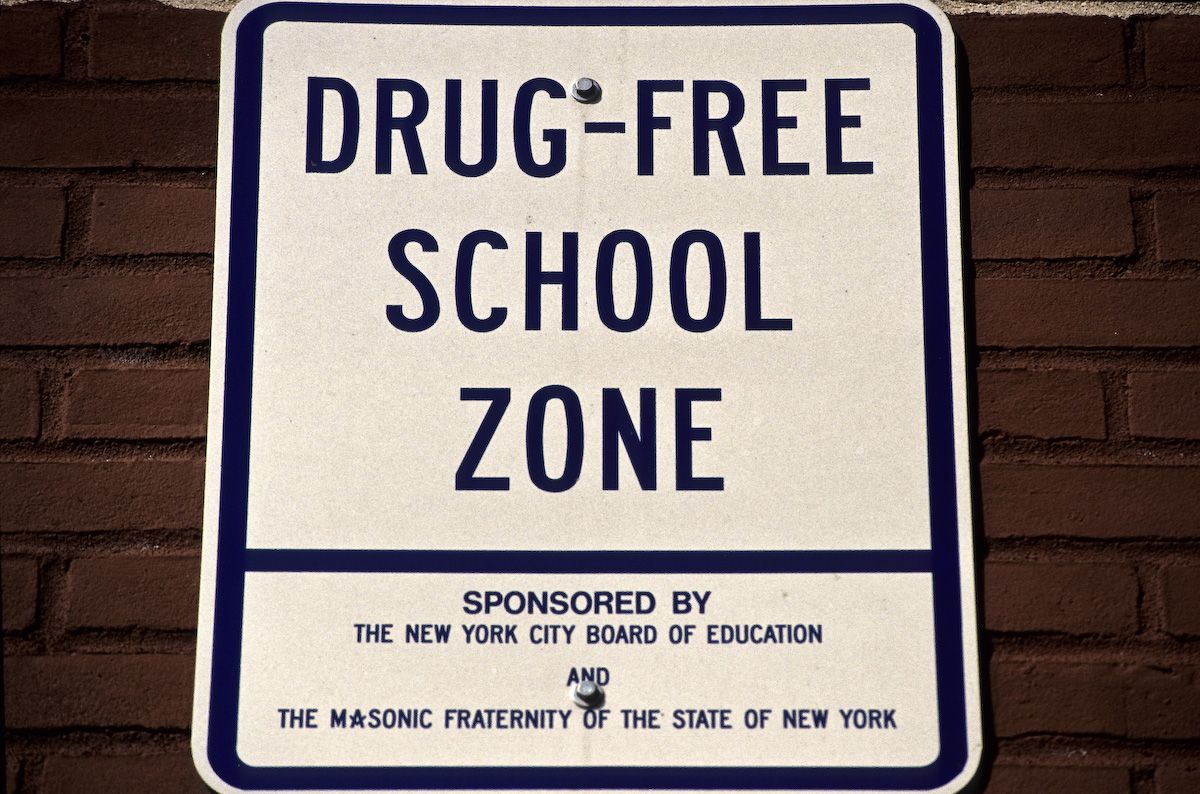 DRUG-FREE
SCHOOL
ZONE
SPONSORED BY
THE NEW YORK CITY BOARD OF EDUCATION
AND
THE MASONIC FRATERNITY OF THE STATE OF NEW YORK